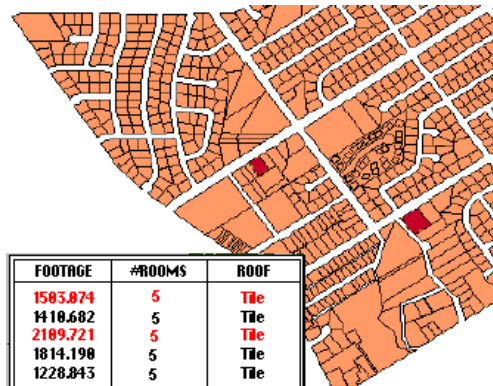 FOOTAGE #ROOMS ROOF
1503.074 5 Tile
1410.682 5 Tile
2109.721 5 Tile
1814.190 5 Tile
1228.843 5 Tile